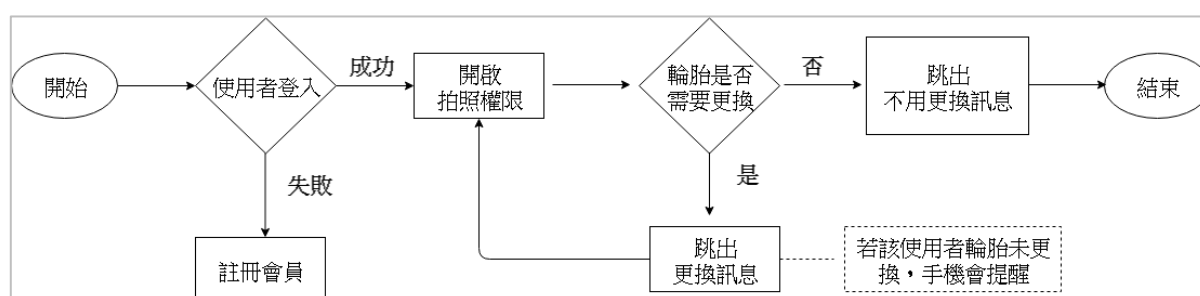 開始
使用者登入
成功
開啟
拍照權限
輪胎是否
需要更換
否
跳出
不用更換訊息
結束
失敗
是
註冊會員
跳出
更換訊息
若該使用者輪胎未更
換，手機會提醒